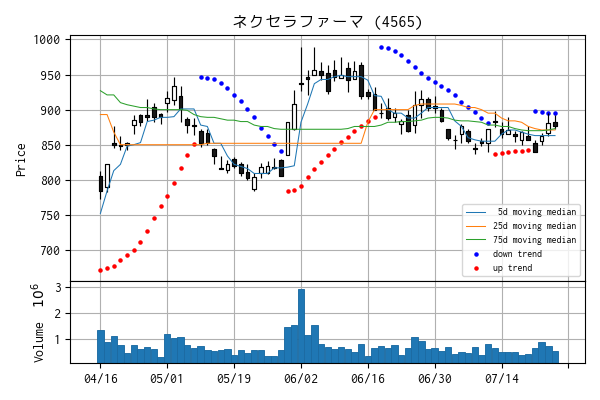 ネクセラファーマ (4565)
1000
950
900
850
800
750
700
Price
5d moving median
25d moving median
75d moving median
down trend
up trend
3
2
1
Volume 10^6
04/16 05/01 05/19 06/02 06/16 06/30 07/14